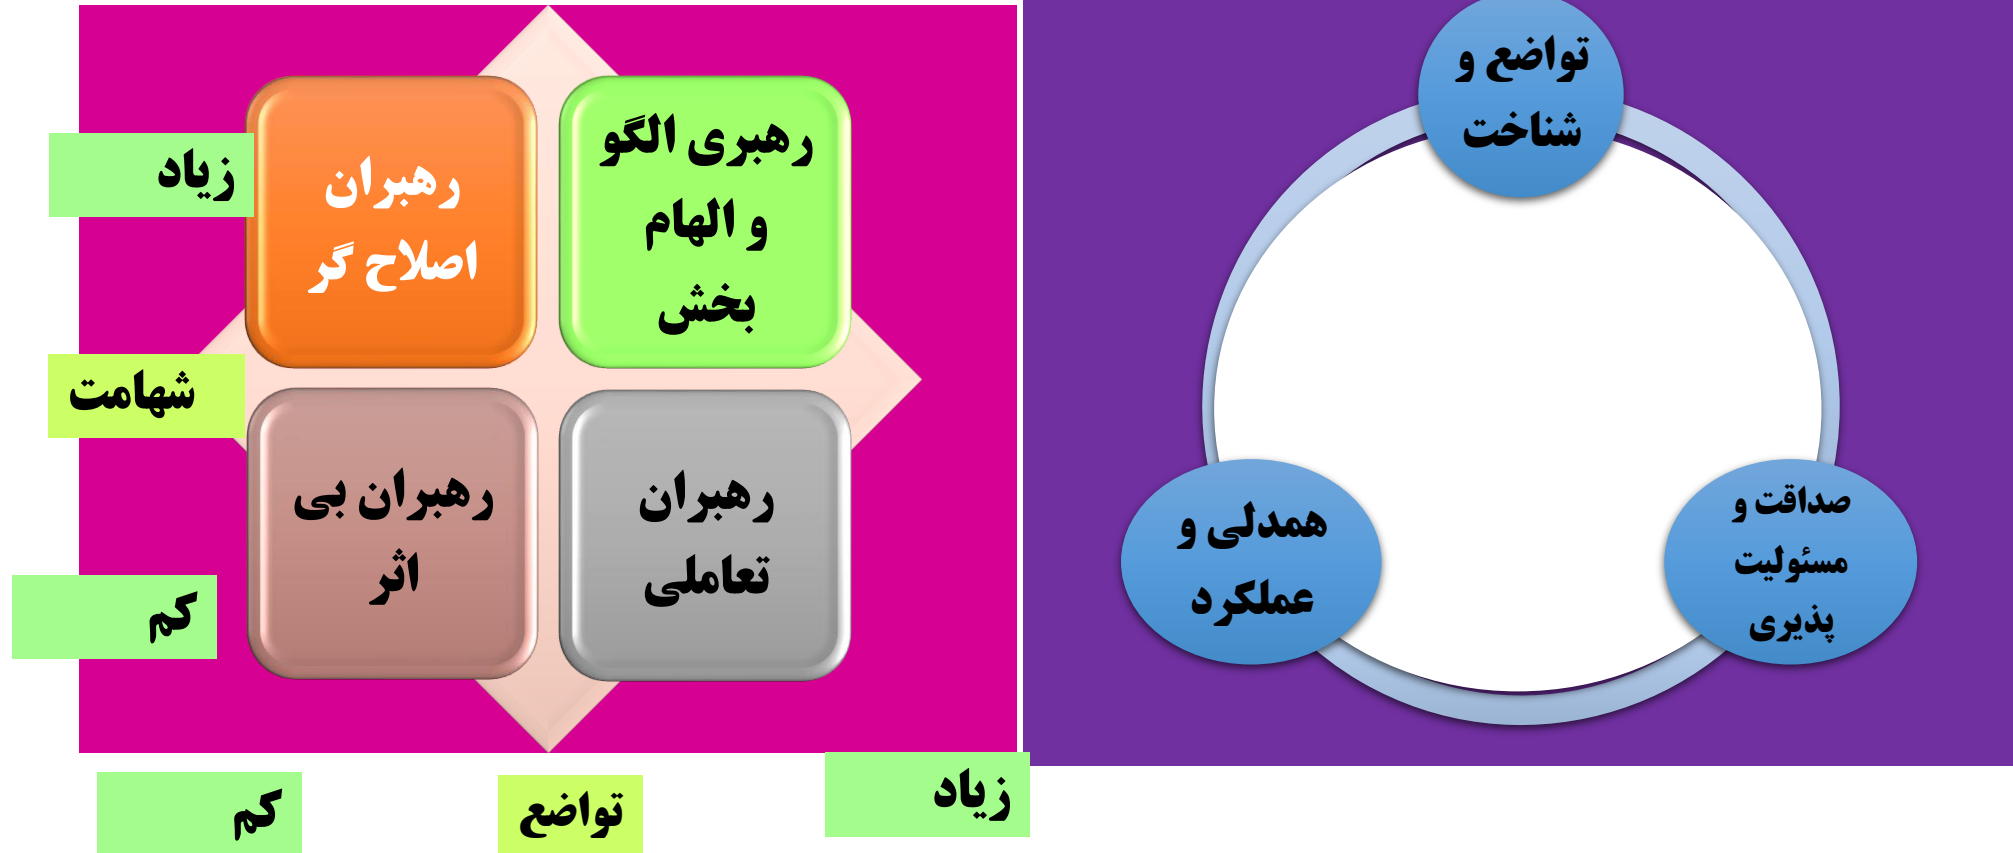 تواضع و
شناخت
صداقت و
مسئولیت
پذیری
همدلی و
عملکرد
رهبری الگو
و الهام
بخش
رهبران
اصلاح گر
زیاد
شهامت
رهبران
تعاملی
رهبران بی
اثر
کم
زیاد
تواضع
کم